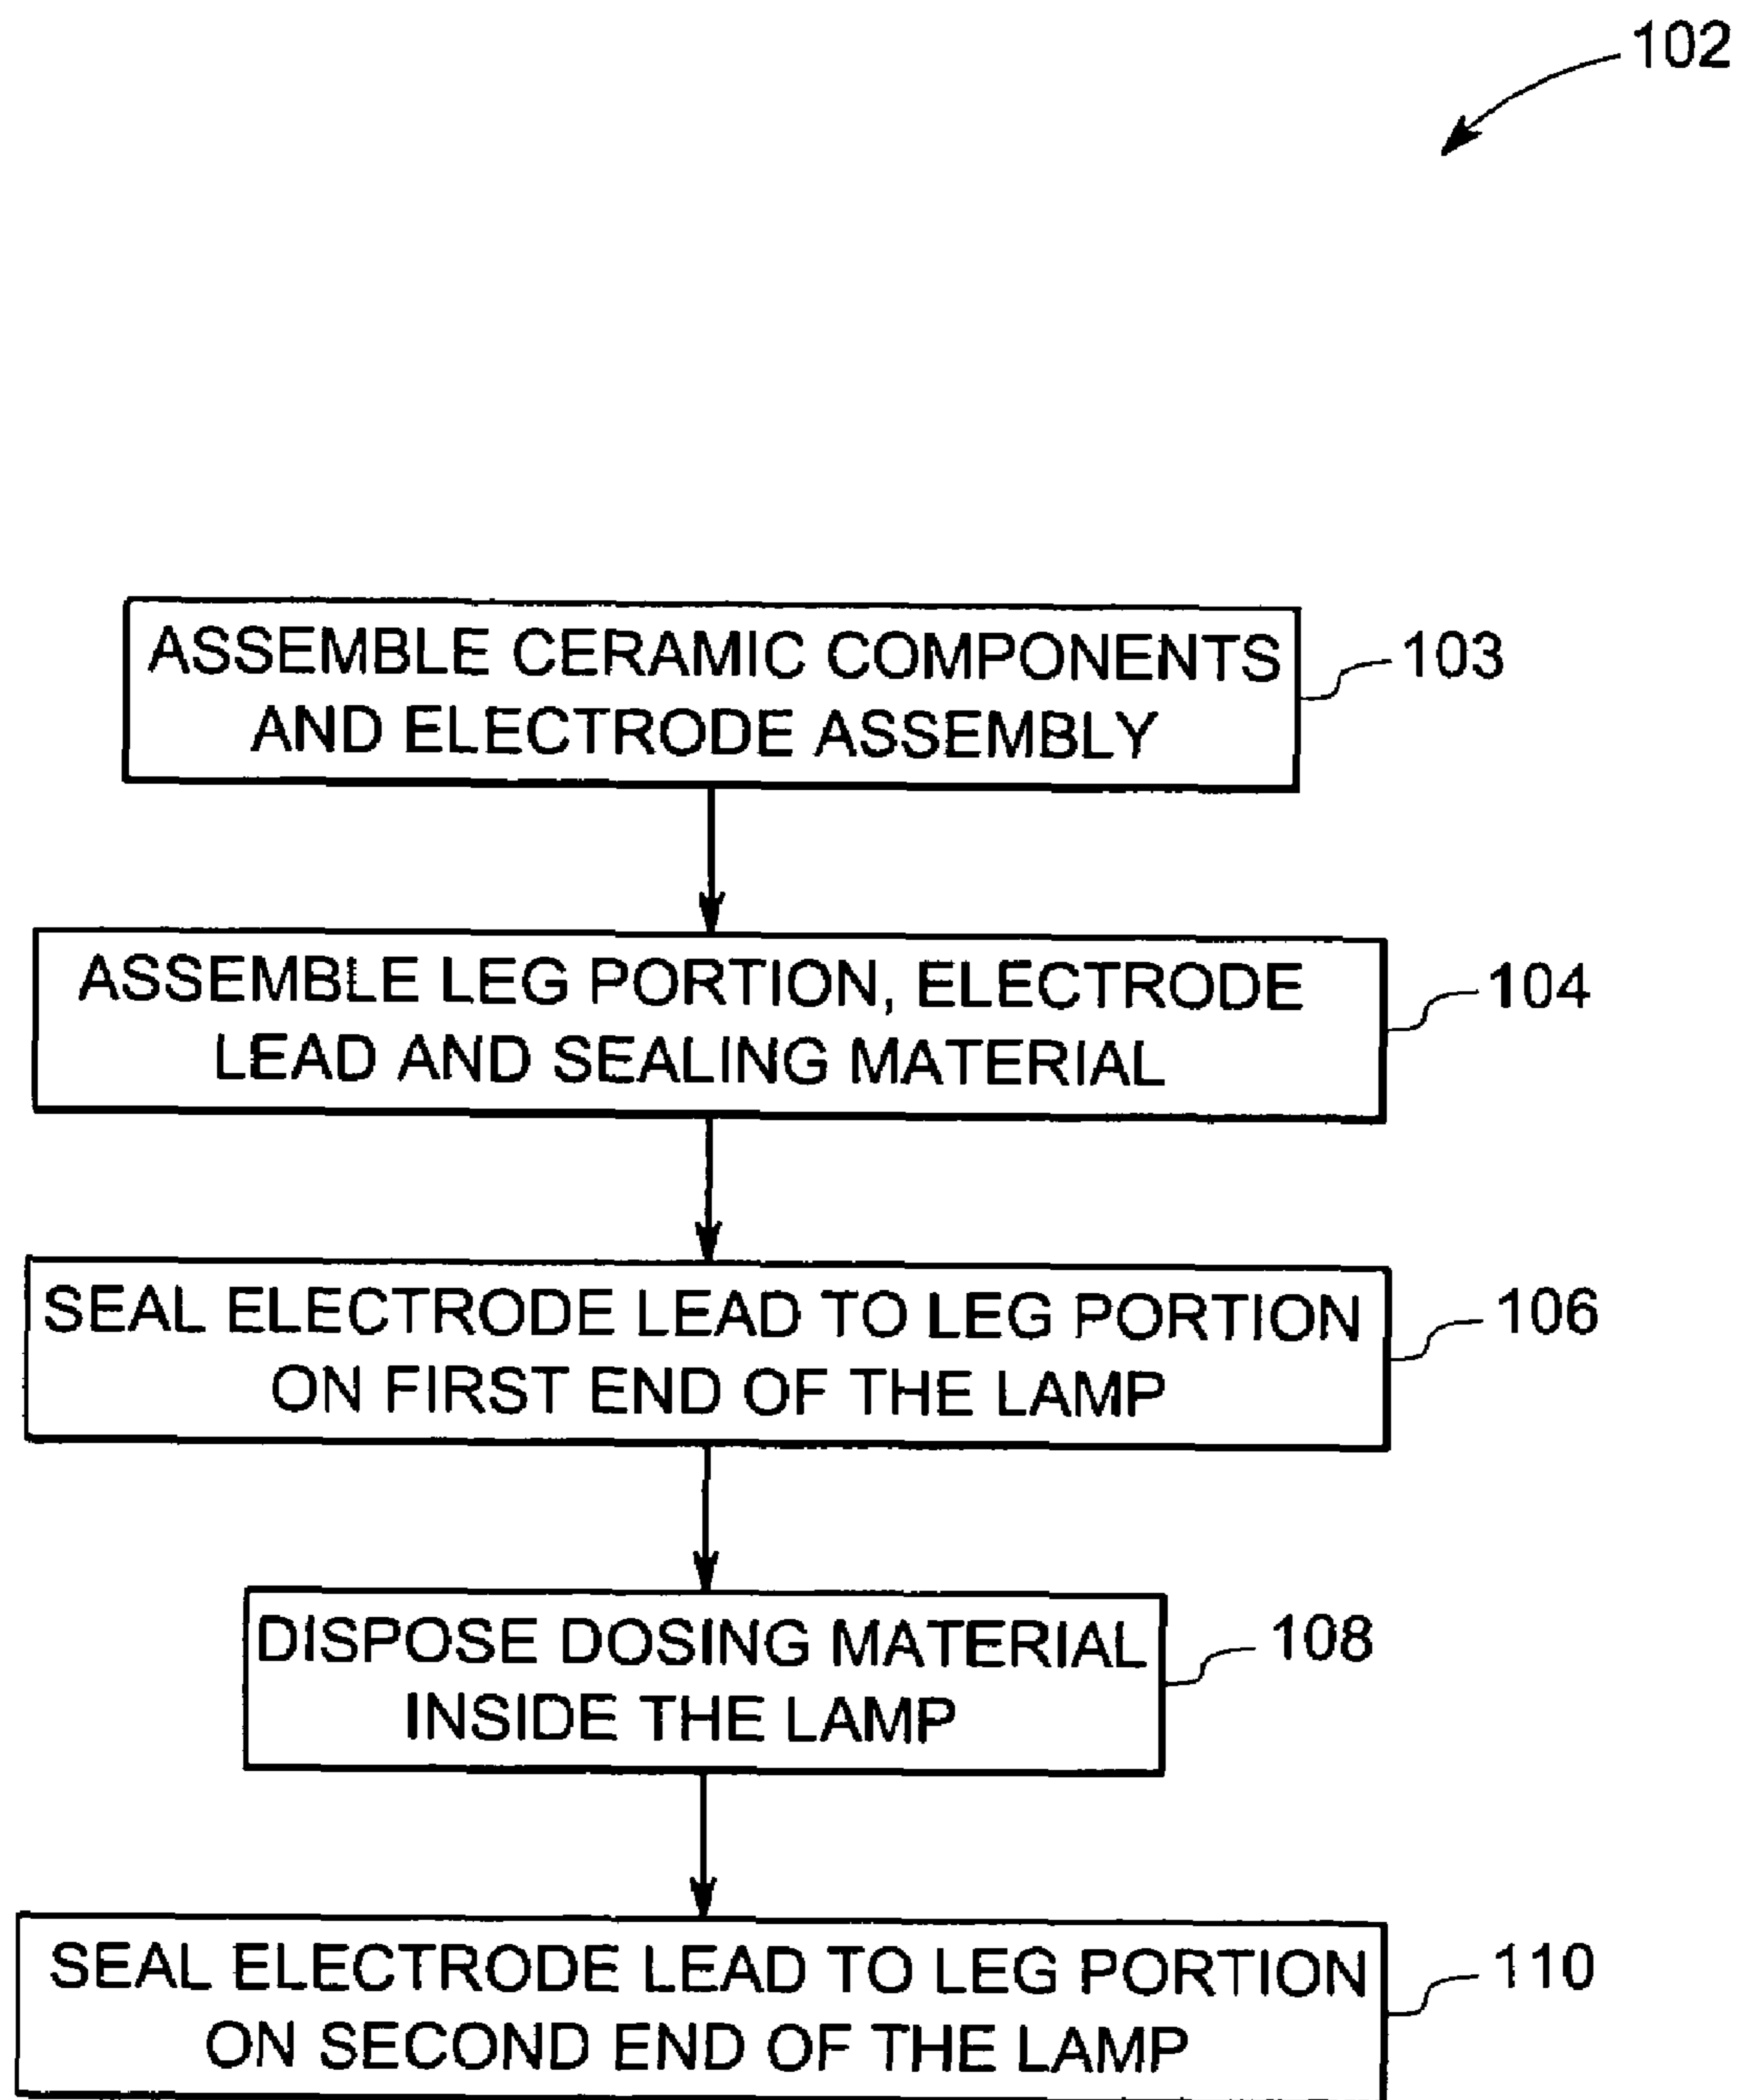 102
ASSEMBLE CERAMIC COMPONENTS
AND ELECTRODE ASSEMBLY
103
ASSEMBLE LEG PORTION, ELECTRODE
LEAD AND SEALING MATERIAL
104
SEAL ELECTRODE LEAD TO LEG PORTION
ON FIRST END OF THE LAMP
106
DISPOSE DOSING MATERIAL
INSIDE THE LAMP
108
SEAL ELECTRODE LEAD TO LEG PORTION
ON SECOND END OF THE LAMP
110